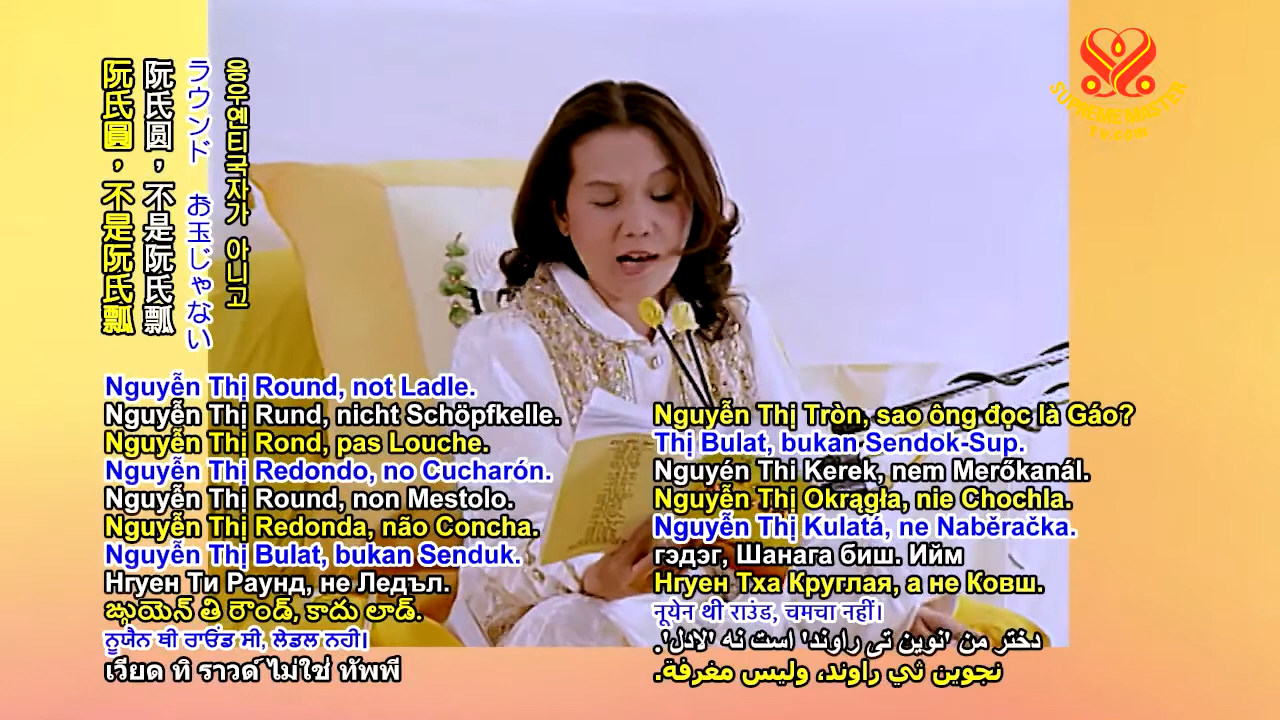 SUPREME MASTER
TV.com
응우옌티국자가 아니고
ラウンド お玉じゃない
阮氏圆，不是阮氏瓢
阮氏圓，不是阮氏瓢
Nguyễn Thị Round, not Ladle.
Nguyễn Thị Rund, nicht Schöpfkelle.
Nguyễn Thị Rond, pas Louche.
Nguyễn Thị Redondo, no Cucharón.
Nguyễn Thị Round, non Mestolo.
Nguyễn Thị Redonda, não Concha.
Nguyễn Thị Bulat, bukan Senduk.
Нгуен Ти Раунд, не Ледъл.
ఙుయెన్ తి రౌండ్, కాదు లాడ్.
ਨੂਯੈਨ ਥੀ ਰਾਓਂਡ ਸੀ, ਲੇਡਲ ਨਹੀ।
เวียด ทิ ราวด์ ไม่ใช่ ทัพพี
Nguyễn Thị Tròn, sao ông đọc là Gáo?
Thị Bulat, bukan Sendok-Sup.
Nguyén Thi Kerek, nem Merőkanál.
Nguyễn Thị Okrągła, nie Chochla.
Nguyễn Thị Kulatá, ne Naběračka.
гэдэг, Шанага биш. Ийм
Нгуен Тха Круглая, а не Ковш.
नूयेन थी राउंड, चमचा नहीं।
دختر من 'نوین تی راوند' است نه 'لادل'.
نجوين ثي راوند، وليس مغرفة.